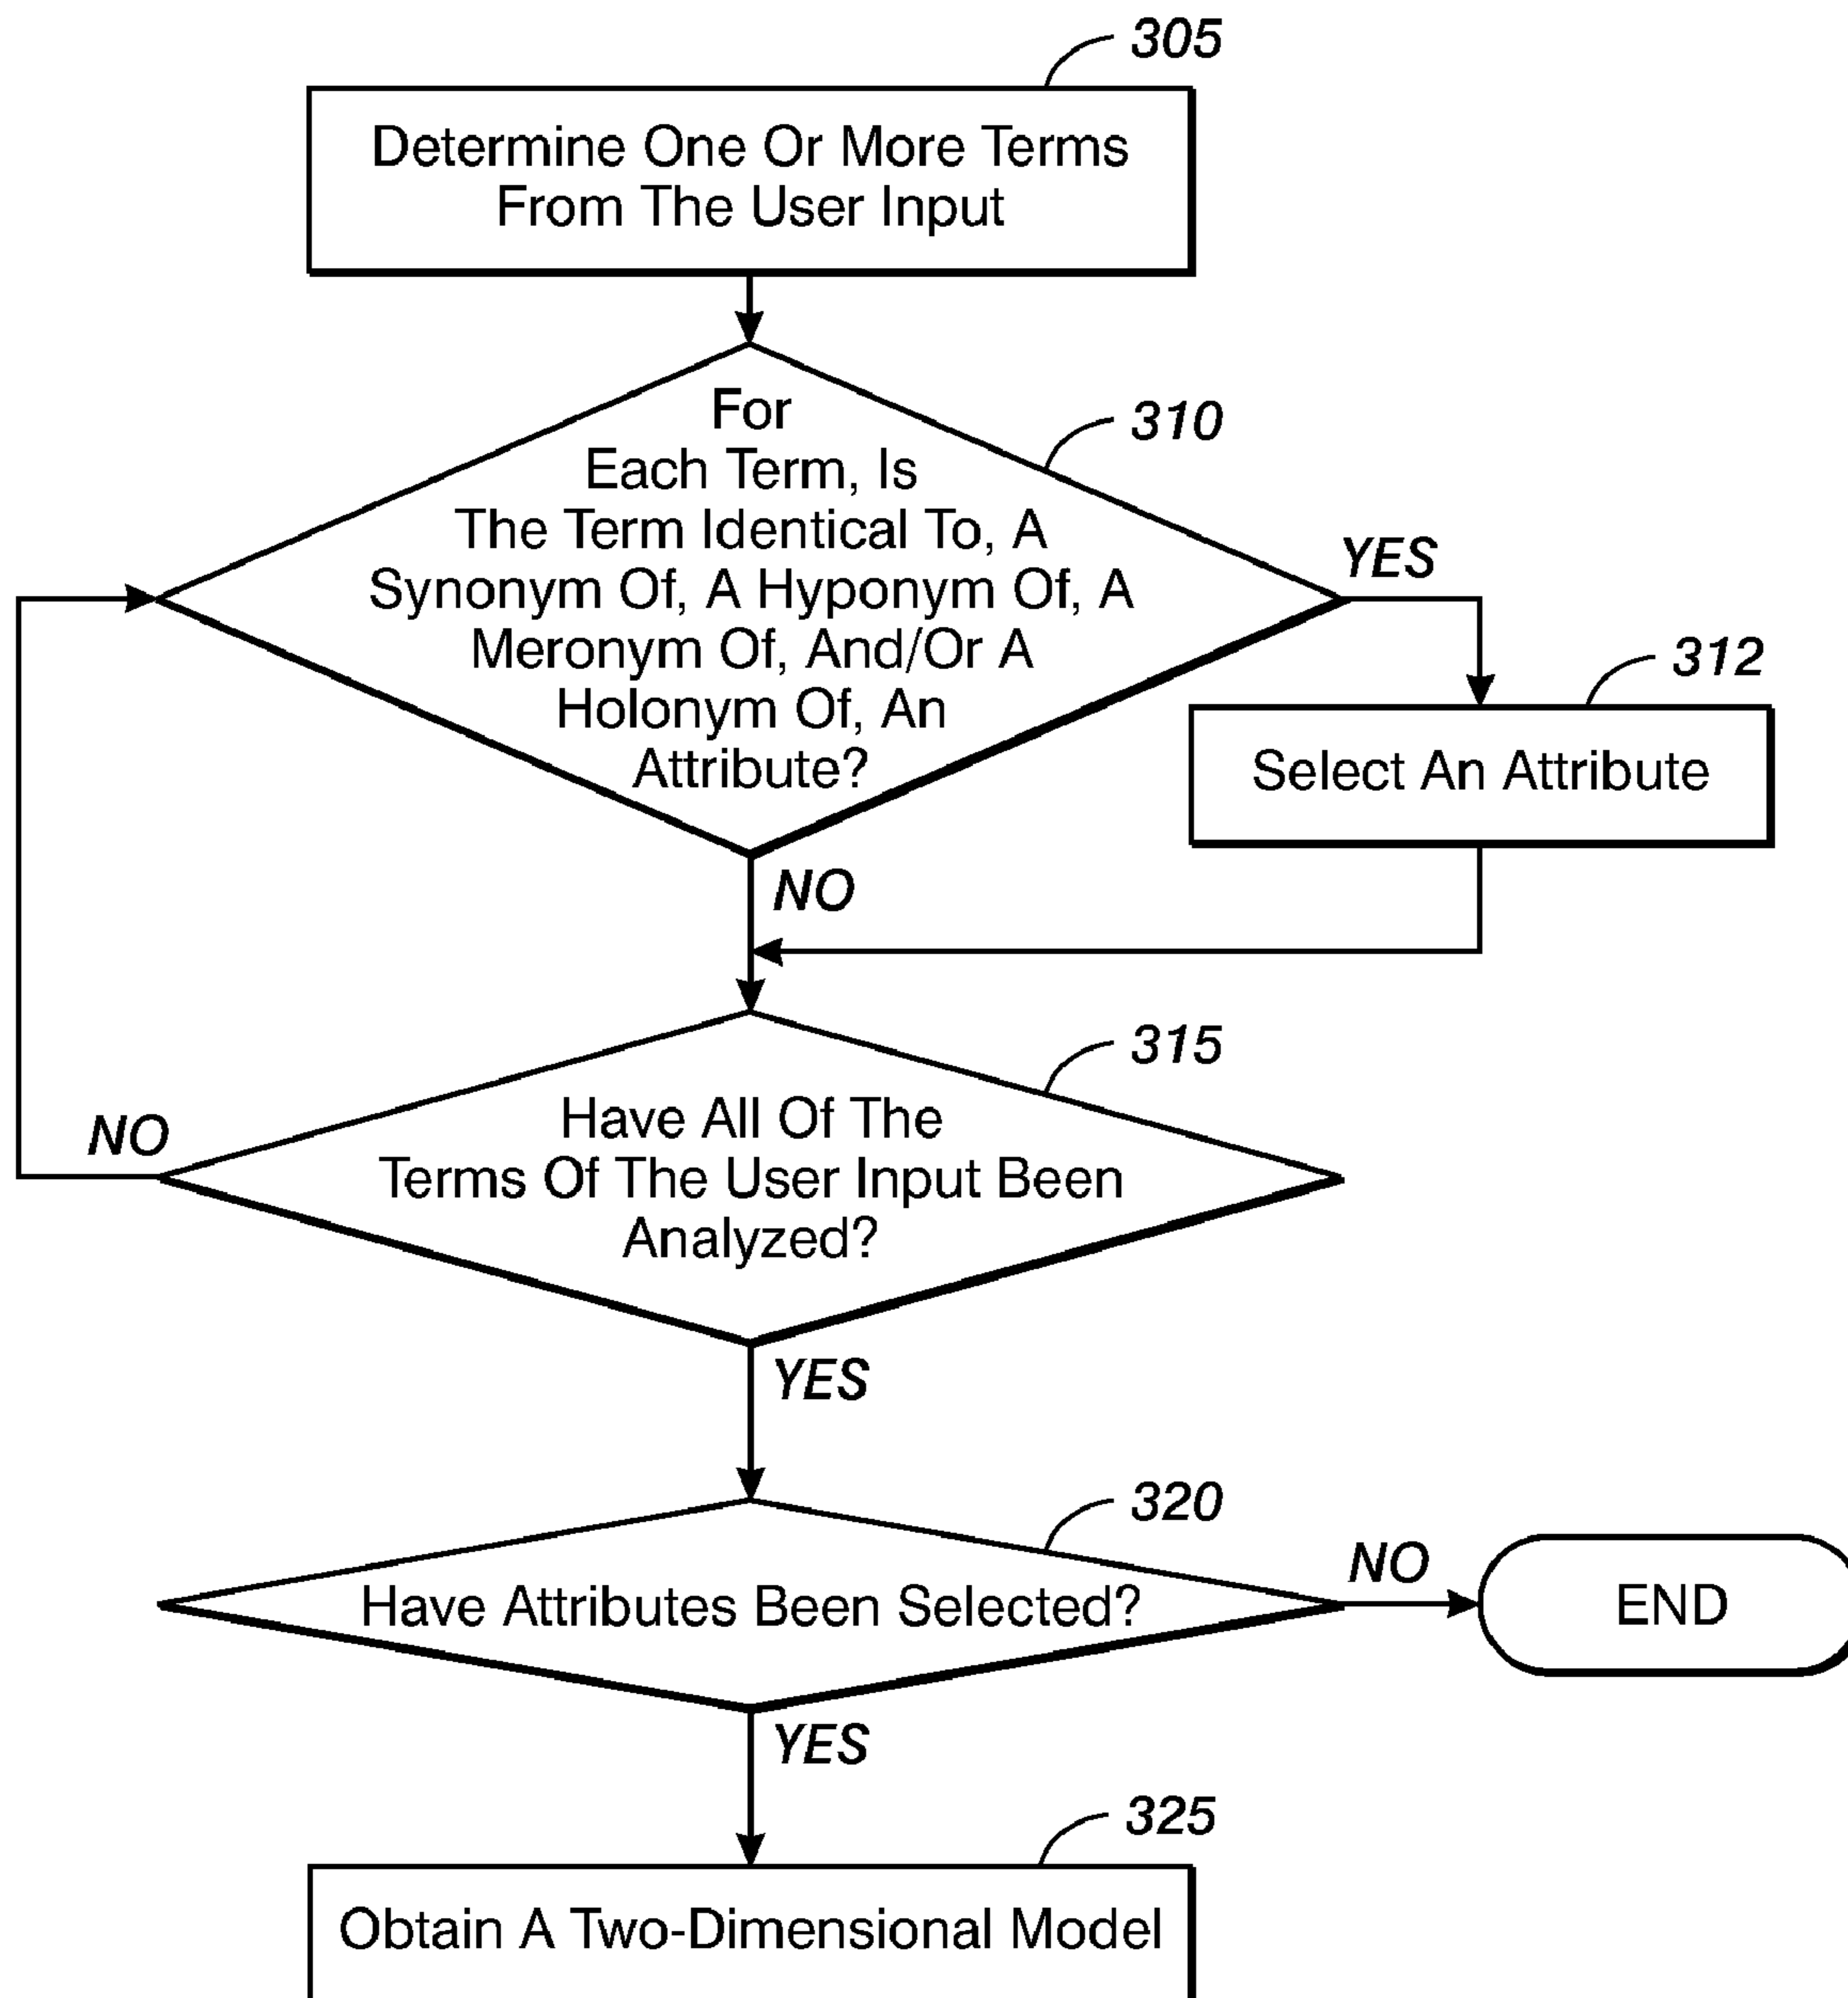 305
Determine One Or More Terms
From The User Input
For
Each Term, Is
The Term Identical To, A
Synonym Of, A Hyponym Of, A
Meronym Of, And/Or A
Holonym Of, An
Attribute?
310
YES
312
Select An Attribute
NO
315
Have All Of The
Terms Of The User Input Been
Analyzed?
NO
YES
320
Have Attributes Been Selected?
NO
END
YES
325
Obtain A Two-Dimensional Model